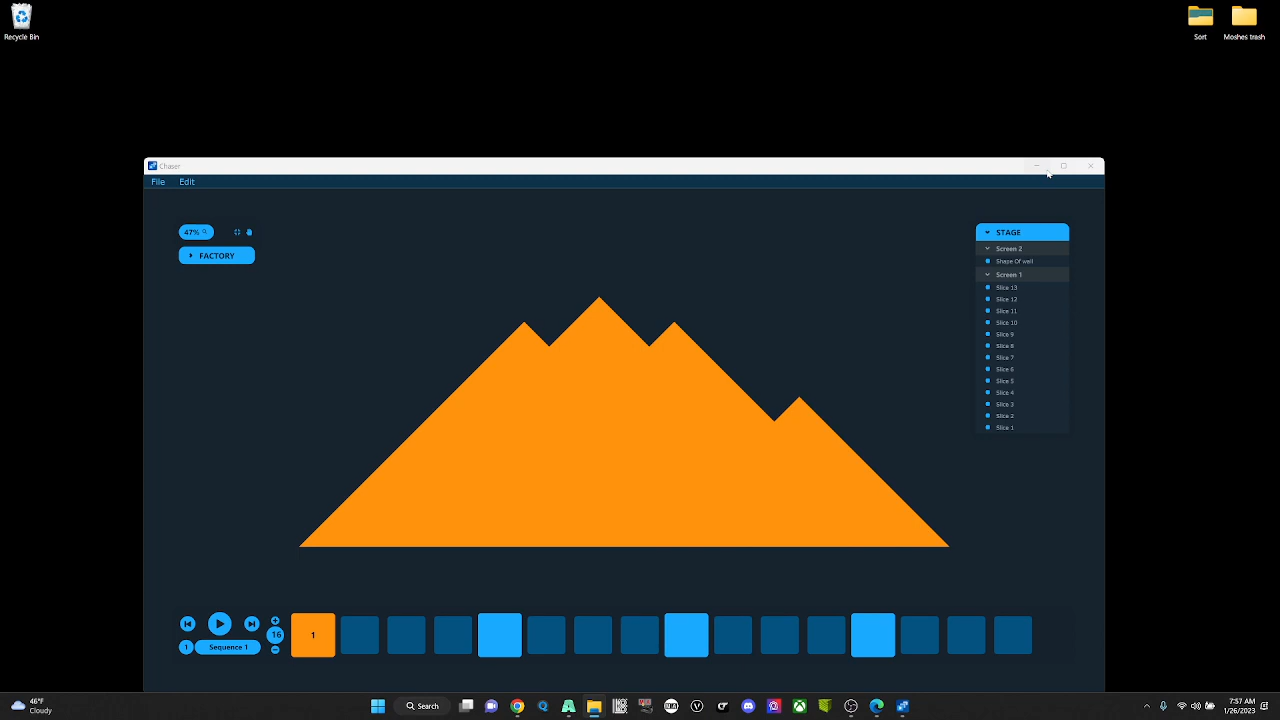 Recycle Bin
Sort
Moshes trash
Chaser
File Edit
47%
FACTORY
STAGE
Screen 2
Shape Of wall
Screen 1
Slice 13
Slice 12
Slice 11
Slice 10
Slice 9
Slice 8
Slice 7
Slice 6
Slice 5
Slice 4
Slice 3
Slice 2
Slice 1
16
1
1 Sequence 1
46°F
Cloudy
Search
7:57 AM
1/26/2023